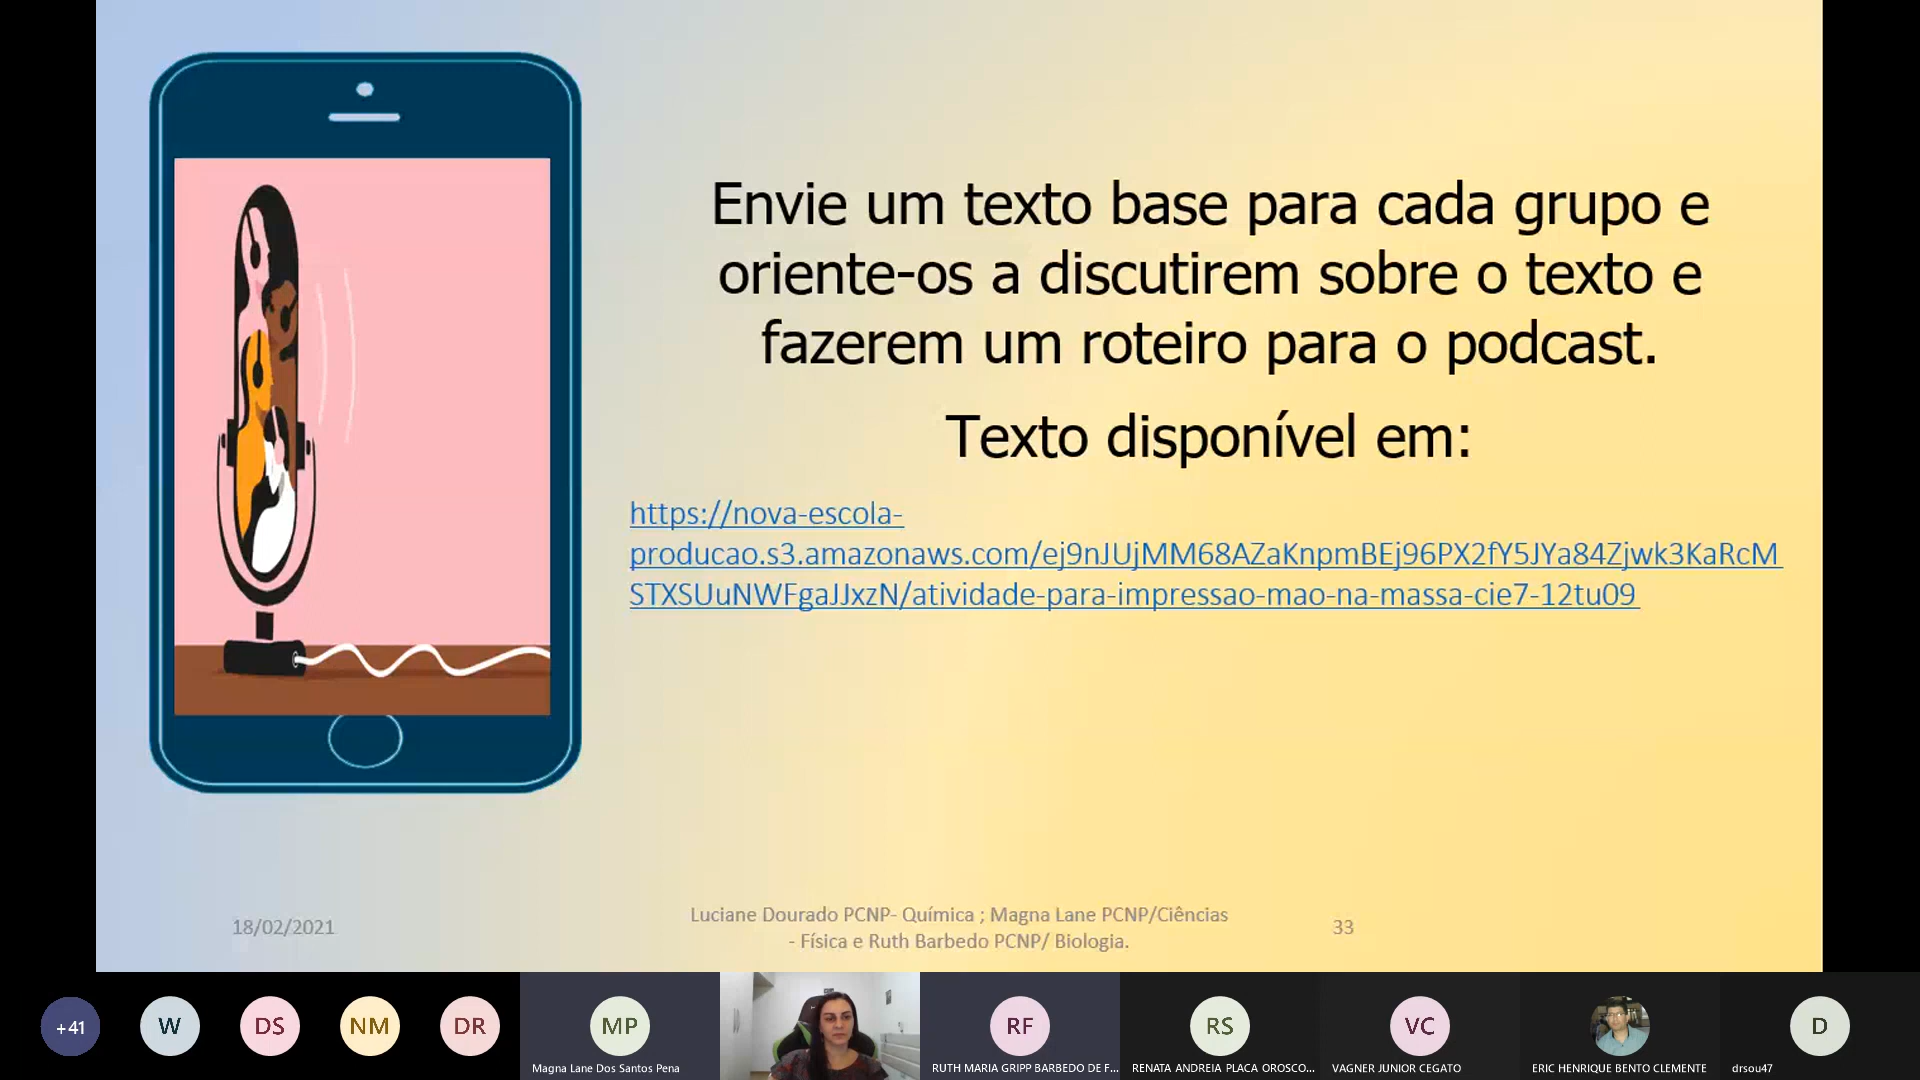 Envie um texto base para cada grupo e
oriente-os a discutirem sobre o texto e
fazerem um roteiro para o podcast.
Texto disponível em:
https://nova-escola-
producao.s3.amazonaws.com/ej9nJUjMM68AZaKnpmBEj96PX2fY5JYa84Zjwk3KaRcM
STXSUuNWFgaJJxzN/atividade-para-impressao-mao-na-massa-cie7-12tu09
18/02/2021
Luciane Dourado PCNP- Química ; Magna Lane PCNP/Ciências
- Física e Ruth Barbedo PCNP/ Biologia.
33
+41
W
DS
NM
DR
MP
RF
RS
VC
D
Magna Lane Dos Santos Pena
RUTH MARIA GRIPP BARBEDO DE F...
RENATA ANDREIA PLACA OROSCO...
VAGNER JUNIOR CEGATO
ERIC HENRIQUE BENTO CLEMENTE
drsou47